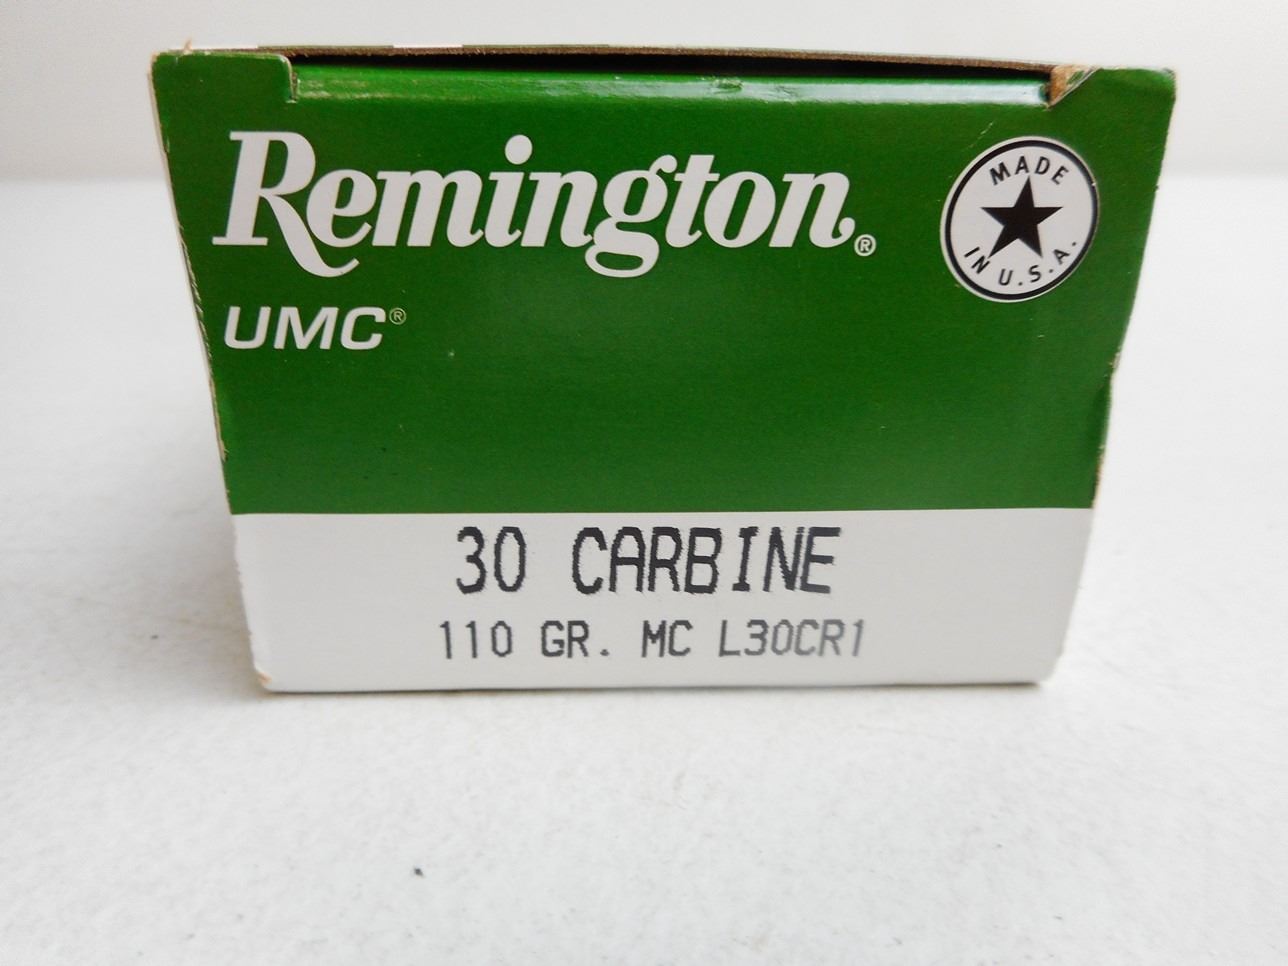 Remington®
MADE
IN U.S.A.
UMC®
30 CARBINE
110 GR. MC L30CR1